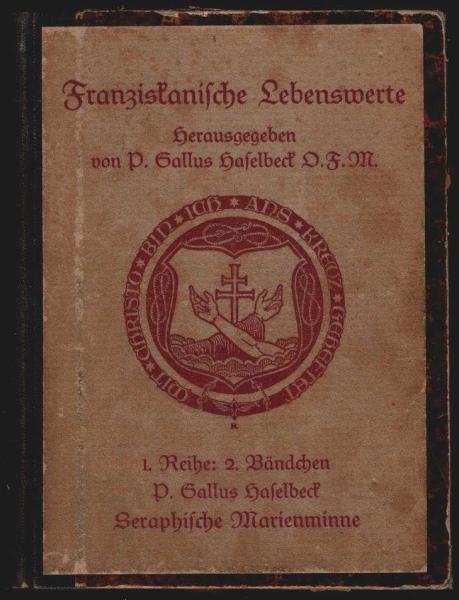 Franziskanische Lebenswerte
Herausgegeben
von P. Gallus Haselbeck O.F.M.
MIT * CHRISTO * BIN * ICH * ANS * KREUZ * GEHEFTET
R.
1. Reihe: 2. Bändchen
P. Gallus Haselbeck
Seraphische Marienminne